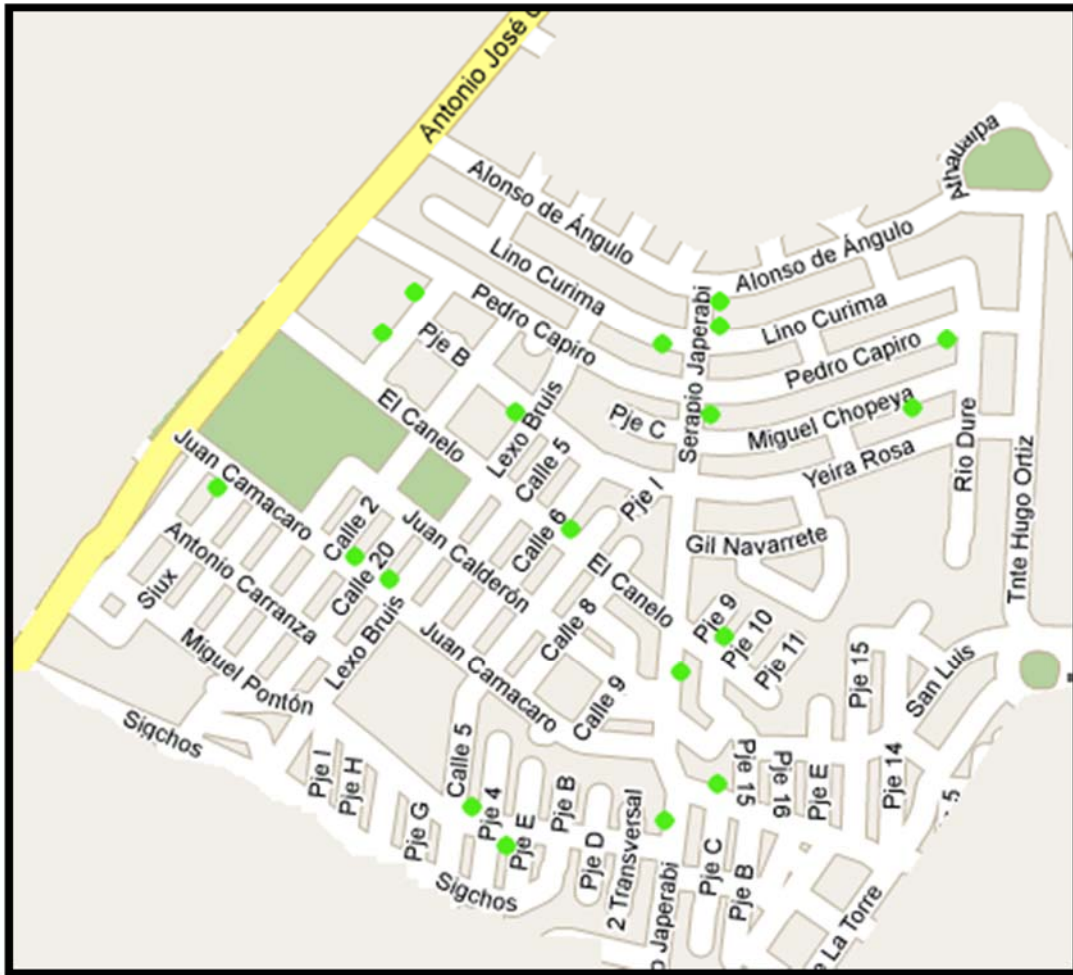 Antonio José
Alhaualpa
Alonso de Ángulo
Alonso de Ángulo
Lino Curima
Lino Curima
Pedro Capiro
Serapio Japerabi
Pje B
Pedro Capiro
El Canelo
Lexo Bruis
Pje C
Miguel Chopeya
Yeira Rosa
Rio Dure
Tnte Hugo Ortiz
Juan Camacaro
Calle 5
Pje I
Calle 2
Juan Calderón
Calle 6
Gil Navarrete
Antonio Carranza
Siux
Calle 20
El Canelo
Lexo Bruis
Juan Camacaro
Calle 8
Pje 9
Pje 10
Pje 11
Pje 15
San Luis
Miguel Pontón
Calle 9
Sigchos
Calle 5
Pje I
Pje H
Pje G
Pje 4
Pje E
Pje B
Pje D
2 Transversal
Pje 15
Pje 16
Pje E
Pje 14
5
Sigchos
o Japerabi
Pje C
Pje B
e La Torre